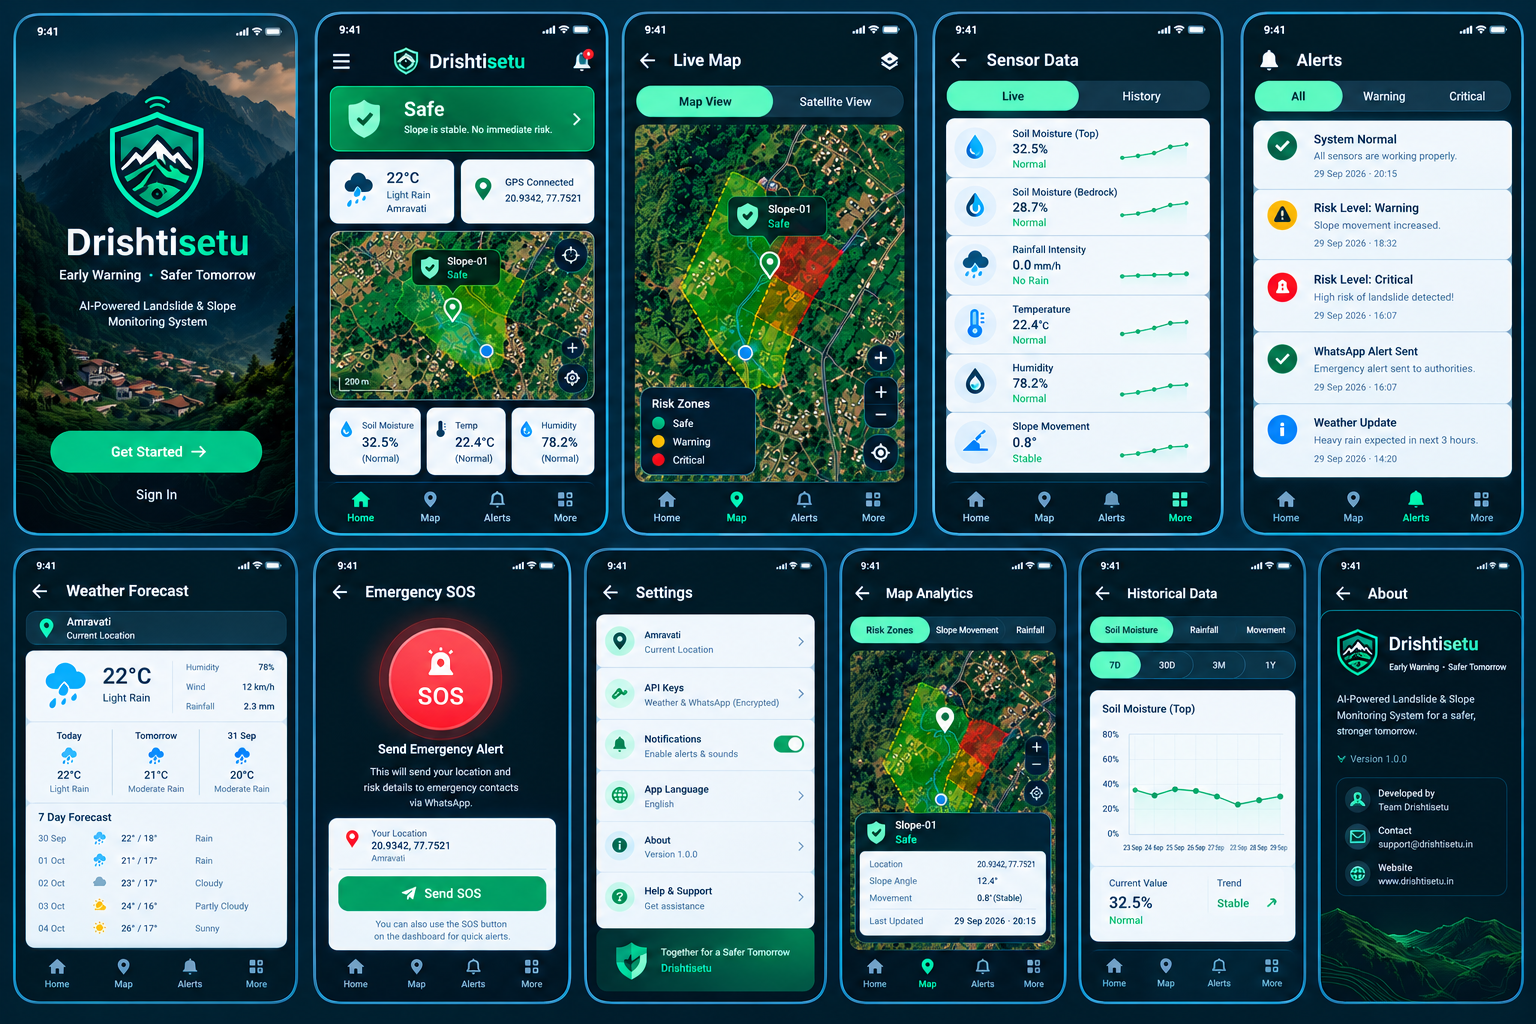 9:41
Drishtisetu
Early Warning • Safer Tomorrow
AI-Powered Landslide & Slope
Monitoring System
Get Started →
Sign In
9:41
Drishtisetu
Safe
Slope is stable. No immediate risk.
22°C
Light Rain
Amravati
GPS Connected
20.9342, 77.7521
Slope-01
Safe
200 m
Soil Moisture
32.5%
(Normal)
Temp
22.4°C
(Normal)
Humidity
78.2%
(Normal)
Home
Map
Alerts
More
9:41
Live Map
Map View
Satellite View
Slope-01
Safe
Risk Zones
Safe
Warning
Critical
Home
Map
Alerts
More
9:41
Sensor Data
Live
History
Soil Moisture (Top)
32.5%
Normal
Soil Moisture (Bedrock)
28.7%
Normal
Rainfall Intensity
0.0 mm/h
No Rain
Temperature
22.4°C
Normal
Humidity
78.2%
Normal
Slope Movement
0.8°
Stable
Home
Map
Alerts
More
9:41
Alerts
All
Warning
Critical
System Normal
All sensors are working properly.
29 Sep 2026 · 20:15
Risk Level: Warning
Slope movement increased.
29 Sep 2026 · 18:32
Risk Level: Critical
High risk of landslide detected!
29 Sep 2026 · 16:07
WhatsApp Alert Sent
Emergency alert sent to authorities.
29 Sep 2026 · 16:07
Weather Update
Heavy rain expected in next 3 hours.
29 Sep 2026 · 14:20
Home
Map
Alerts
More
9:41
Weather Forecast
Amravati
Current Location
22°C
Light Rain
Humidity 78%
Wind 12 km/h
Rainfall 2.3 mm
Today
22°C
Light Rain
Tomorrow
21°C
Moderate Rain
31 Sep
20°C
Moderate Rain
7 Day Forecast
30 Sep 22° / 18° Rain
01 Oct 21° / 17° Rain
02 Oct 23° / 17° Cloudy
03 Oct 24° / 16° Partly Cloudy
04 Oct 26° / 17° Sunny
Home
Map
Alerts
More
9:41
Emergency SOS
SOS
Send Emergency Alert
This will send your location and
risk details to emergency contacts
via WhatsApp.
Your Location
20.9342, 77.7521
Amravati
Send SOS
You can also use the SOS button
on the dashboard for quick alerts.
Home
Map
Alerts
More
9:41
Settings
Amravati
Current Location
API Keys
Weather & WhatsApp (Encrypted)
Notifications
Enable alerts & sounds
App Language
English
About
Version 1.0.0
Help & Support
Get assistance
Together for a Safer Tomorrow
Drishtisetu
9:41
Map Analytics
Risk Zones
Slope Movement
Rainfall
Slope-01
Safe
Location 20.9342, 77.7521
Slope Angle 12.4°
Movement 0.8° (Stable)
Last Updated 29 Sep 2026 · 20:15
Home
Map
Alerts
More
9:41
Historical Data
Soil Moisture
Rainfall
Movement
7D
30D
3M
1Y
Soil Moisture (Top)
80%
60%
40%
20%
0%
23 Sep 24 Sep 25 Sep 26 Sep 27 Sep 23 Sep 28 Sep 29 Sep
Current Value
32.5%
Normal
Trend
Stable
Home
Map
Alerts
More
9:41
About
Drishtisetu
Early Warning • Safer Tomorrow
AI-Powered Landslide & Slope
Monitoring System for a safer,
stronger tomorrow.
Version 1.0.0
Developed by
Team Drishtisetu
Contact
support@drishtisetu.in
Website
www.drishtisetu.in